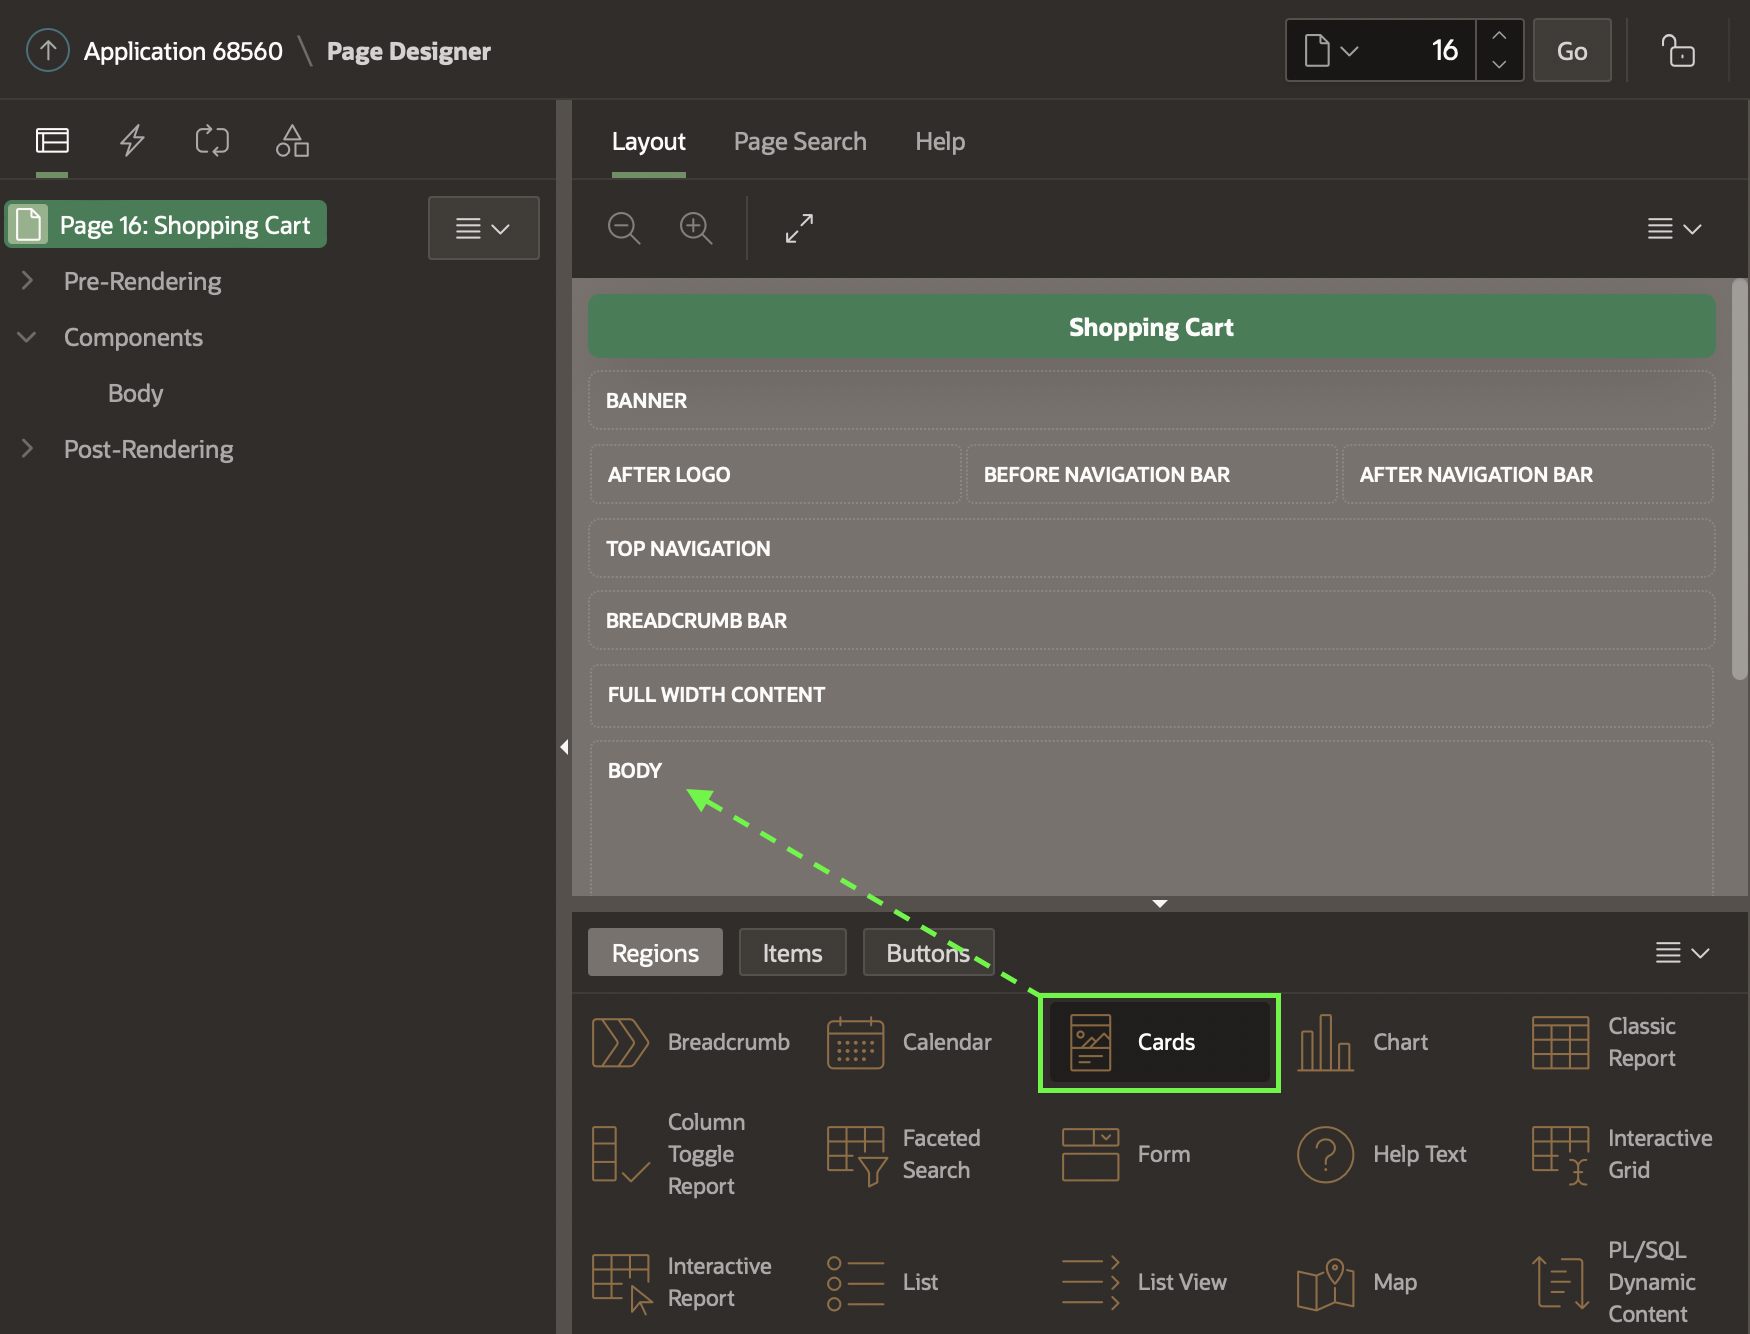 Application 68560 \ Page Designer
16
Go
Page 16: Shopping Cart
Pre-Rendering
Components
Body
Post-Rendering
Layout Page Search Help
Shopping Cart
BANNER
AFTER LOGO BEFORE NAVIGATION BAR AFTER NAVIGATION BAR
TOP NAVIGATION
BREADCRUMB BAR
FULL WIDTH CONTENT
BODY
Regions Items Buttons
Breadcrumb
Calendar
Cards
Chart
Classic
Report
Column
Toggle
Report
Faceted
Search
Form
Help Text
Interactive
Grid
Interactive
Report
List
List View
Map
PL/SQL
Dynamic
Content